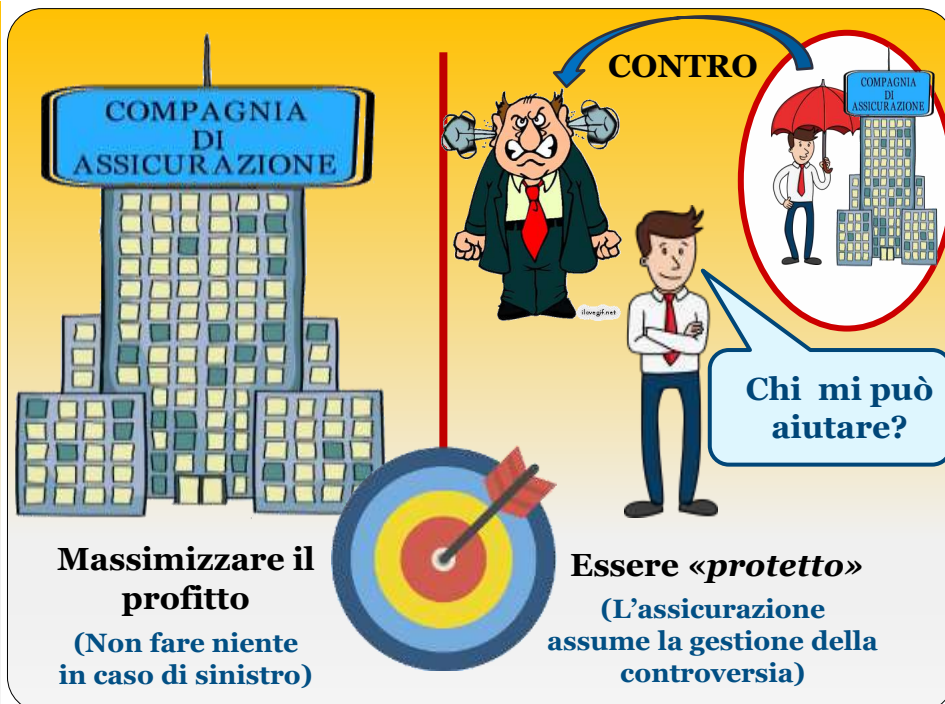 COMPAGNIA
DI
ASSICURAZIONE
CONTRO
COMPAGNIA
DI
ASSICURAZIONE
ilovegif.net
Chi mi può
aiutare?
Massimizzare il
profitto
(Non fare niente
in caso di sinistro)
Essere «protetto»
(L'assicurazione
assume la gestione della
controversia)